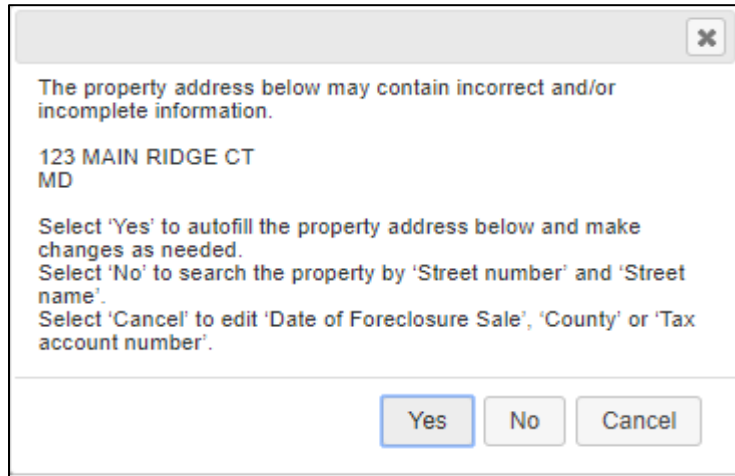 The property address below may contain incorrect and/or
incomplete information.
123 MAIN RIDGE CT
MD
Select ‘Yes’ to autofill the property address below and make
changes as needed.
Select ‘No’ to search the property by ‘Street number’ and ‘Street
name’.
Select ‘Cancel’ to edit ‘Date of Foreclosure Sale’, ‘County’ or ‘Tax
account number’.
Yes No Cancel